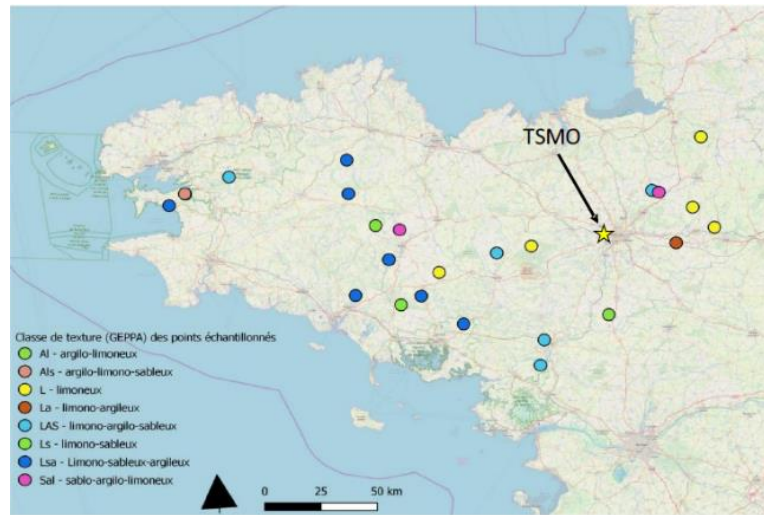 TSMO
Classe de texture (GEPPA) des points échantillonnés
Al - argilo-limoneux
Als - argilo-limono-sableux
L - limoneux
La - limono-argileux
LAS - limono-argilo-sableux
Ls - limono-sableux
Lsa - Limono-sableux-argileux
Sal - sablo-argilo-limoneux
0 25 50 km